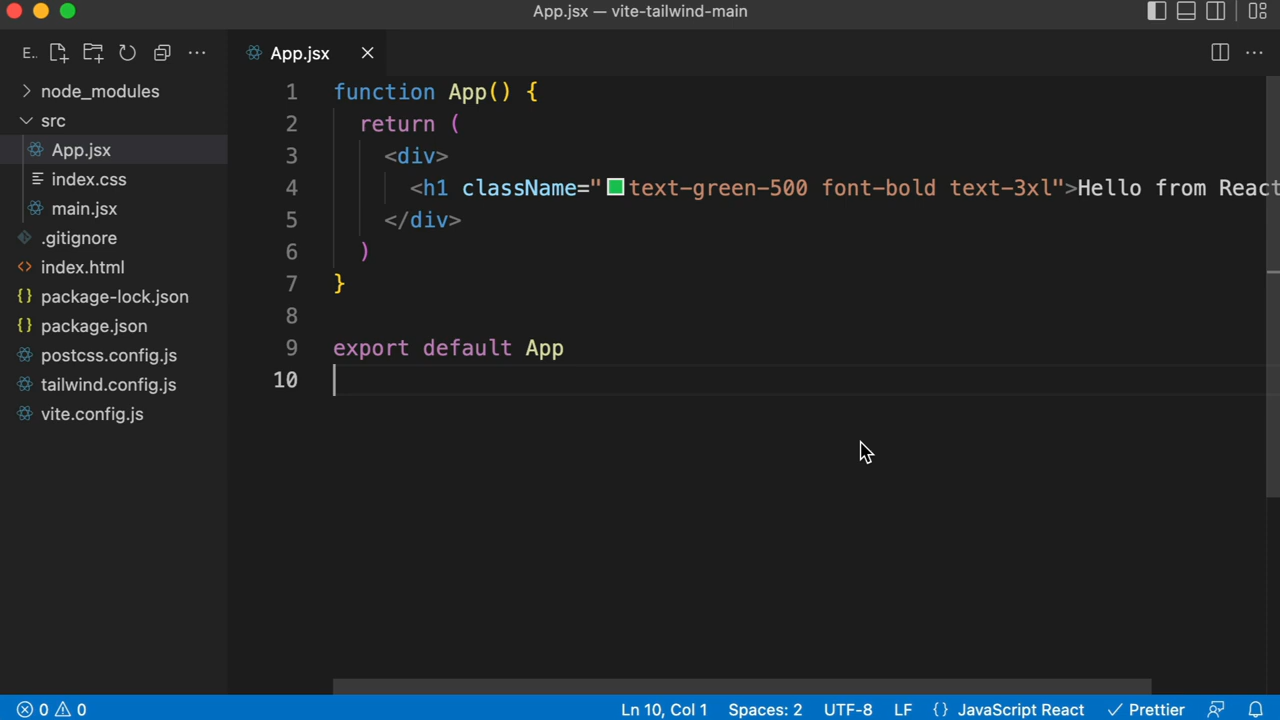 App.jsx — vite-tailwind-main
E..
App.jsx
node_modules
src
App.jsx
index.css
main.jsx
.gitignore
index.html
package-lock.json
package.json
postcss.config.js
tailwind.config.js
vite.config.js
1 function App() {
2 return (
3 <div>
4 <h1 className="text-green-500 font-bold text-3xl">Hello from React
5 </div>
6 )
7 }
8
9 export default App
10
0 0
Ln 10, Col 1
Spaces: 2
UTF-8
LF
{} JavaScript React
Prettier